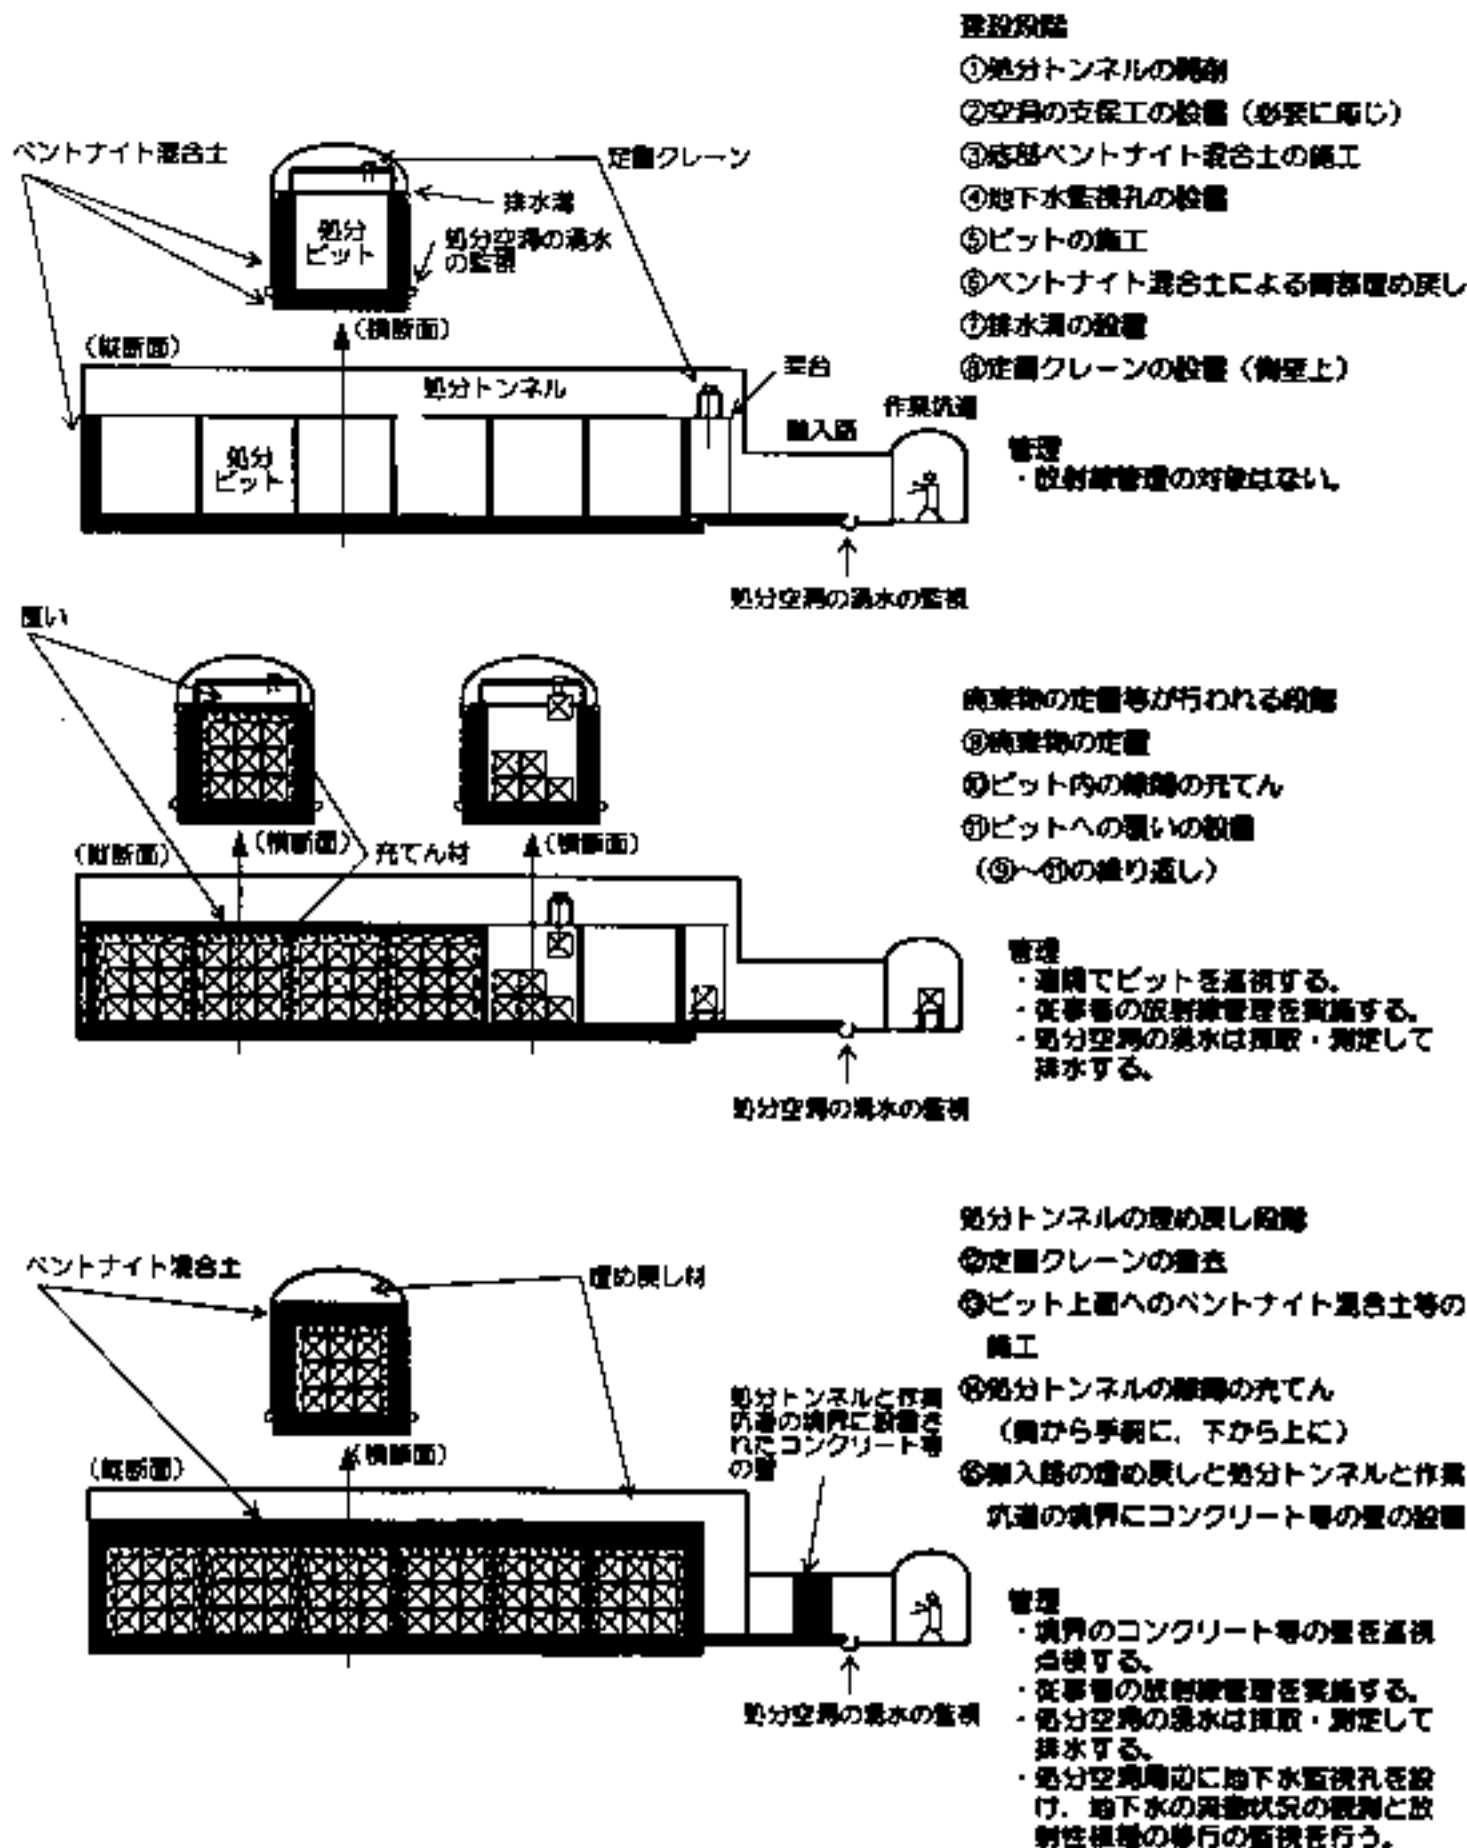 建設段階
①処分トンネルの開削
②空洞の支保工の設置（必要に応じ）
③底部ベントナイト混合土の施工
④地下水監視孔の設置
⑤ピットの施工
⑥ベントナイト混合土による側部埋め戻し
⑦排水溝の設置
⑧定置クレーンの設置（側壁上）
管理
・放射線管理の対象はない。
ベントナイト混合土
定置クレーン
排水溝
処分空洞の湧水
の監視
処分
ピット
（横断面）
（縦断面）
処分トンネル
架台
搬入路
作業坑道
処分
ピット
処分空洞の湧水の監視
覆い
（縦断面）
（横断面）
充てん材
（横断面）
処分空洞の湧水の監視
廃棄物の定置等が行われる段階
⑨廃棄物の定置
⑩ピット内の隙間の充てん
⑪ピットへの覆いの設置
（⑨～⑪の繰り返し）
管理
・遠隔でピットを監視する。
・従事者の放射線管理を実施する。
・処分空洞の湧水は採取・測定して
排水する。
ベントナイト混合土
埋め戻し材
（縦断面）
（横断面）
処分トンネルと作業
坑道の境界に設置さ
れたコンクリート等
の壁
処分空洞の湧水の監視
処分トンネルの埋め戻し段階
⑫定置クレーンの撤去
⑬ピット上面へのベントナイト混合土等の
施工
⑭処分トンネルの隙間の充てん
（奥から手前に、下から上に）
⑮搬入路の埋め戻しと処分トンネルと作業
坑道の境界にコンクリート等の壁の設置
管理
・境界のコンクリート等の壁を巡視
点検する。
・従事者の放射線管理を実施する。
・処分空洞の湧水は採取・測定して
排水する。
・処分空洞周辺に地下水監視孔を設
け、地下水の流動状況の観測と放
射性核種の移行の監視を行う。